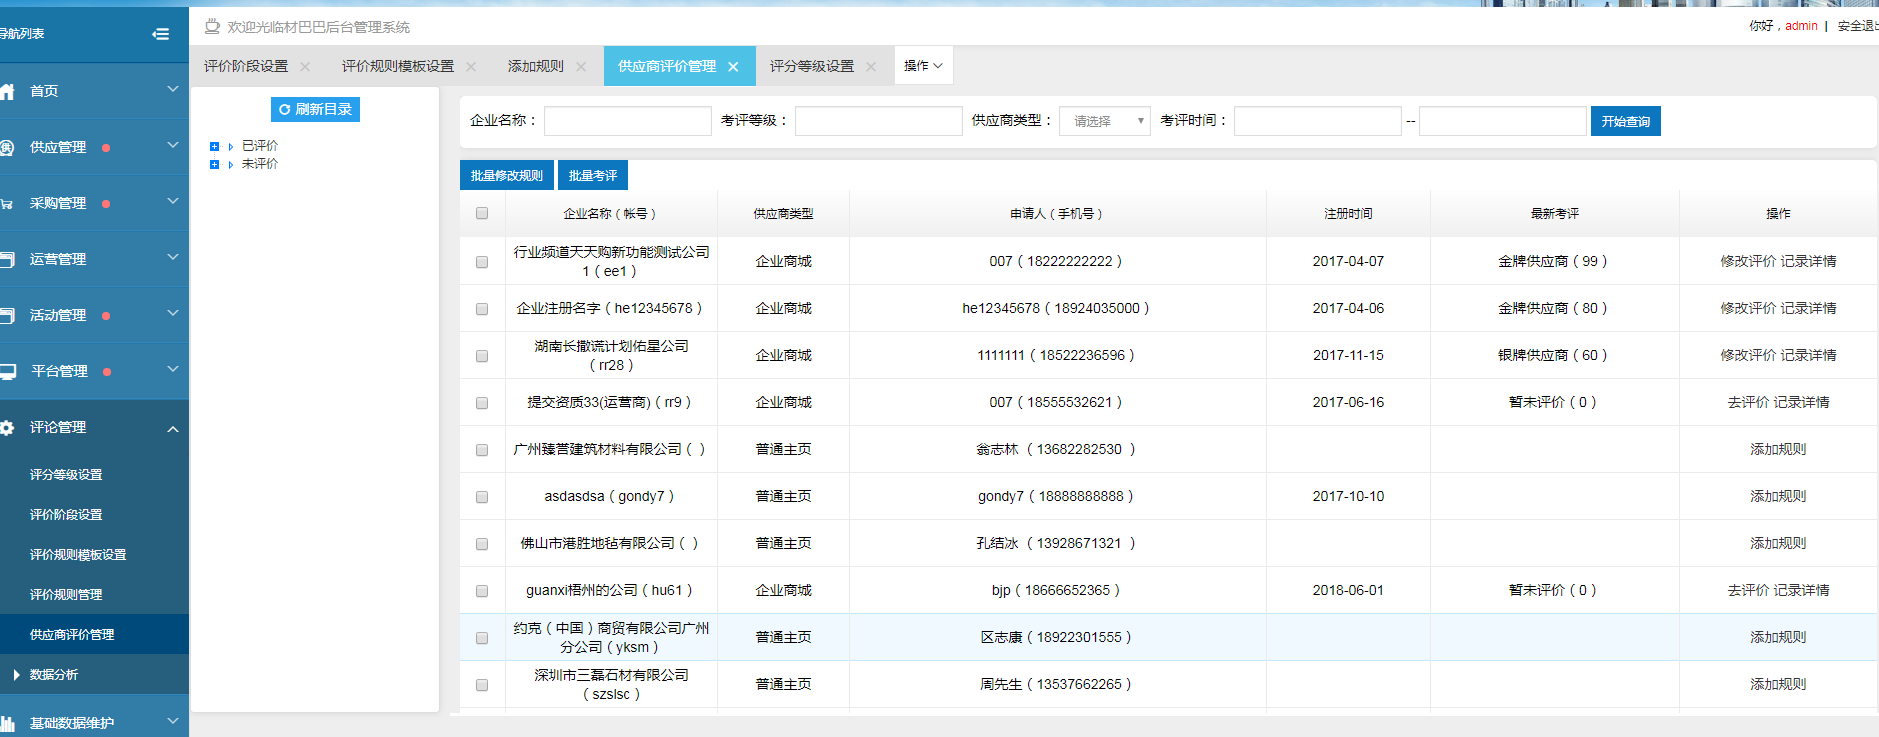 导航列表
欢迎光临材巴巴后台管理系统
你好，admin | 安全退出
评价阶段设置 × 评价规则模板设置 × 添加规则 × 供应商评价管理 × 评分等级设置 × 操作
首页
供应管理
采购管理
运营管理
活动管理
平台管理
评论管理
评分等级设置
评价阶段设置
评价规则模板设置
评价规则管理
供应商评价管理
数据分析
基础数据维护
刷新目录
已评价
未评价
企业名称： 考评等级： 供应商类型： 请选择 考评时间： -- 开始查询
批量修改规则 批量考评
企业名称（帐号） 供应商类型 申请人（手机号） 注册时间 最新考评 操作
行业频道天天购新功能测试公司
1（ee1） 企业商城 007（18222222222） 2017-04-07 金牌供应商（99） 修改评价 记录详情
企业注册名字（he12345678） 企业商城 he12345678（18924035000） 2017-04-06 金牌供应商（80） 修改评价 记录详情
湖南长撒谎计划佑星公司
（rr28） 企业商城 1111111（18522236596） 2017-11-15 银牌供应商（60） 修改评价 记录详情
提交资质33(运营商)（rr9） 企业商城 007（18555532621） 2017-06-16 暂未评价（0） 去评价 记录详情
广州臻誉建筑材料有限公司（ ） 普通主页 翁志林 （13682282530 ） 添加规则
asdasdsa（gondy7） 普通主页 gondy7（18888888888） 2017-10-10 添加规则
佛山市港胜地毡有限公司（ ） 普通主页 孔结冰 （13928671321 ） 添加规则
guanxi梧州的公司（hu61） 企业商城 bjp（18666652365） 2018-06-01 暂未评价（0） 去评价 记录详情
约克（中国）商贸有限公司广州
分公司（yksm） 普通主页 区志康（18922301555） 添加规则
深圳市三磊石材有限公司
（szslsc） 普通主页 周先生（13537662265） 添加规则